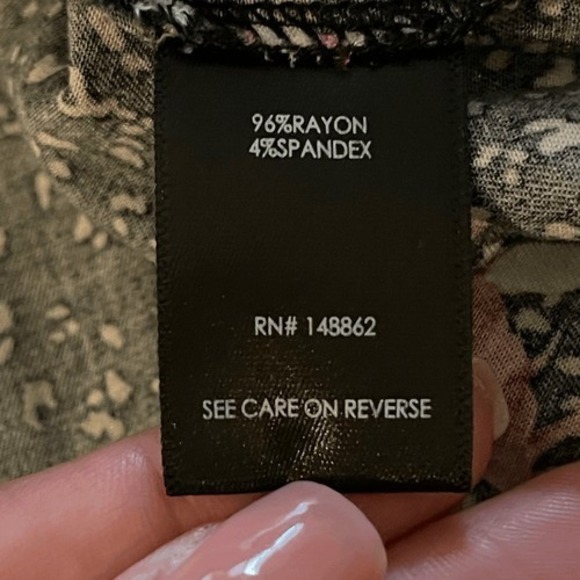 96%RAYON
4%SPANDEX
RN# 148862
SEE CARE ON REVERSE